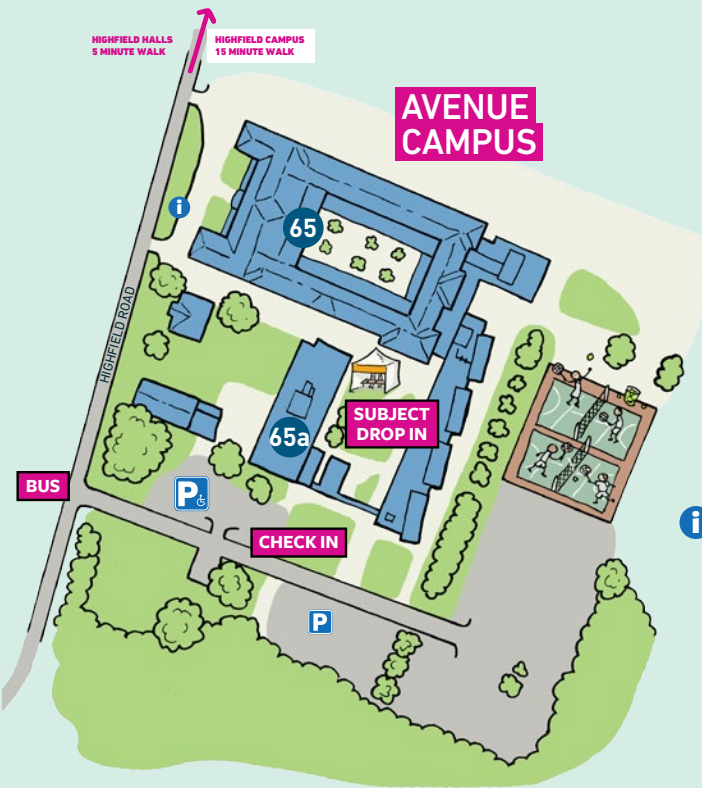 HIGHFIELD HALLS
5 MINUTE WALK
HIGHFIELD CAMPUS
15 MINUTE WALK
AVENUE
CAMPUS
i
65
HIGHFIELD ROAD
SUBJECT
DROP IN
65a
BUS
P
CHECK IN
i
P